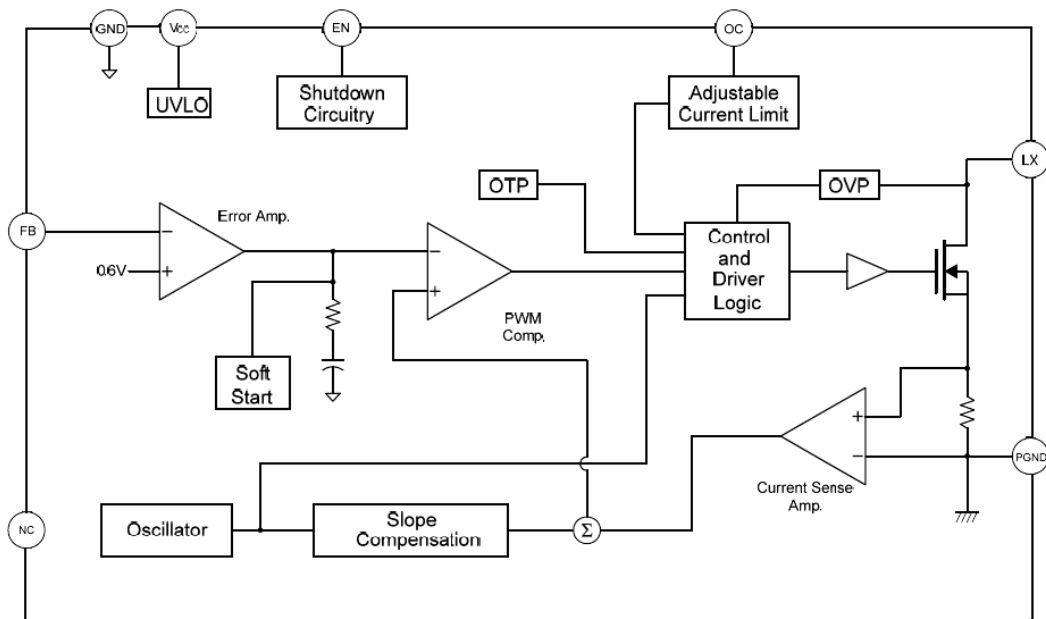 GND
Vcc
EN
OC
UVLO
Shutdown
Circuitry
Adjustable
Current Limit
LX
OTP
OVP
FB
Error Amp.
−
+
0.6V
−
+
PWM
Comp.
Control
and
Driver
Logic
Soft
Start
+
−
Current Sense
Amp.
PGND
NC
Oscillator
Slope
Compensation
Σ